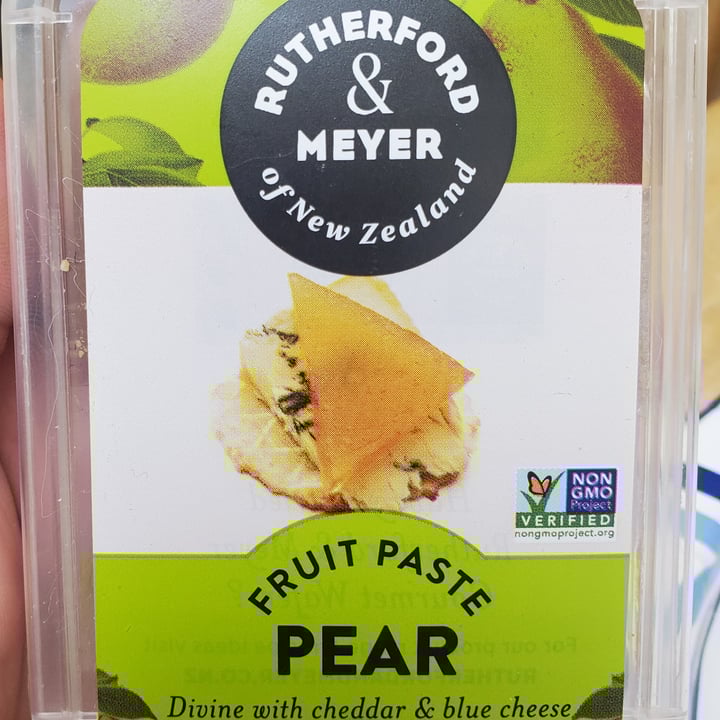 RUTHERFORD
&
MEYER
of New Zealand
NON
GMO
Project
VERIFIED
nongmoproject.org
FRUIT PASTE
PEAR
Divine with cheddar & blue cheese